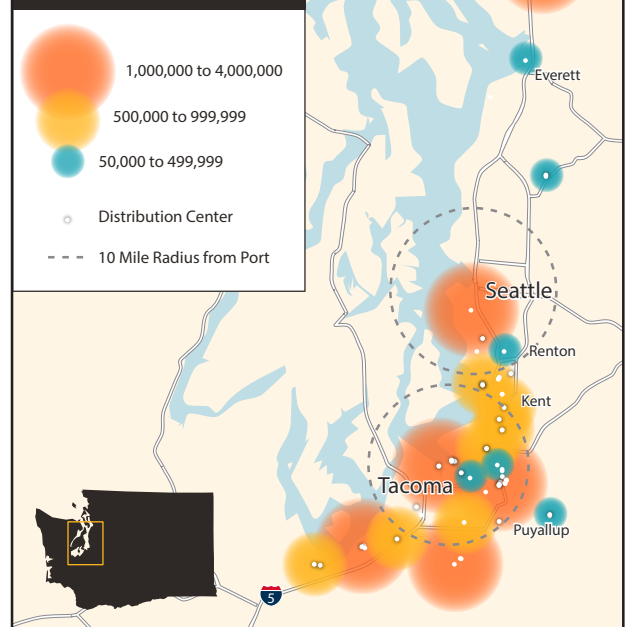 1,000,000 to 4,000,000
500,000 to 999,999
50,000 to 499,999
Distribution Center
10 Mile Radius from Port
Everett
Seattle
Renton
Kent
Tacoma
Puyallup
5